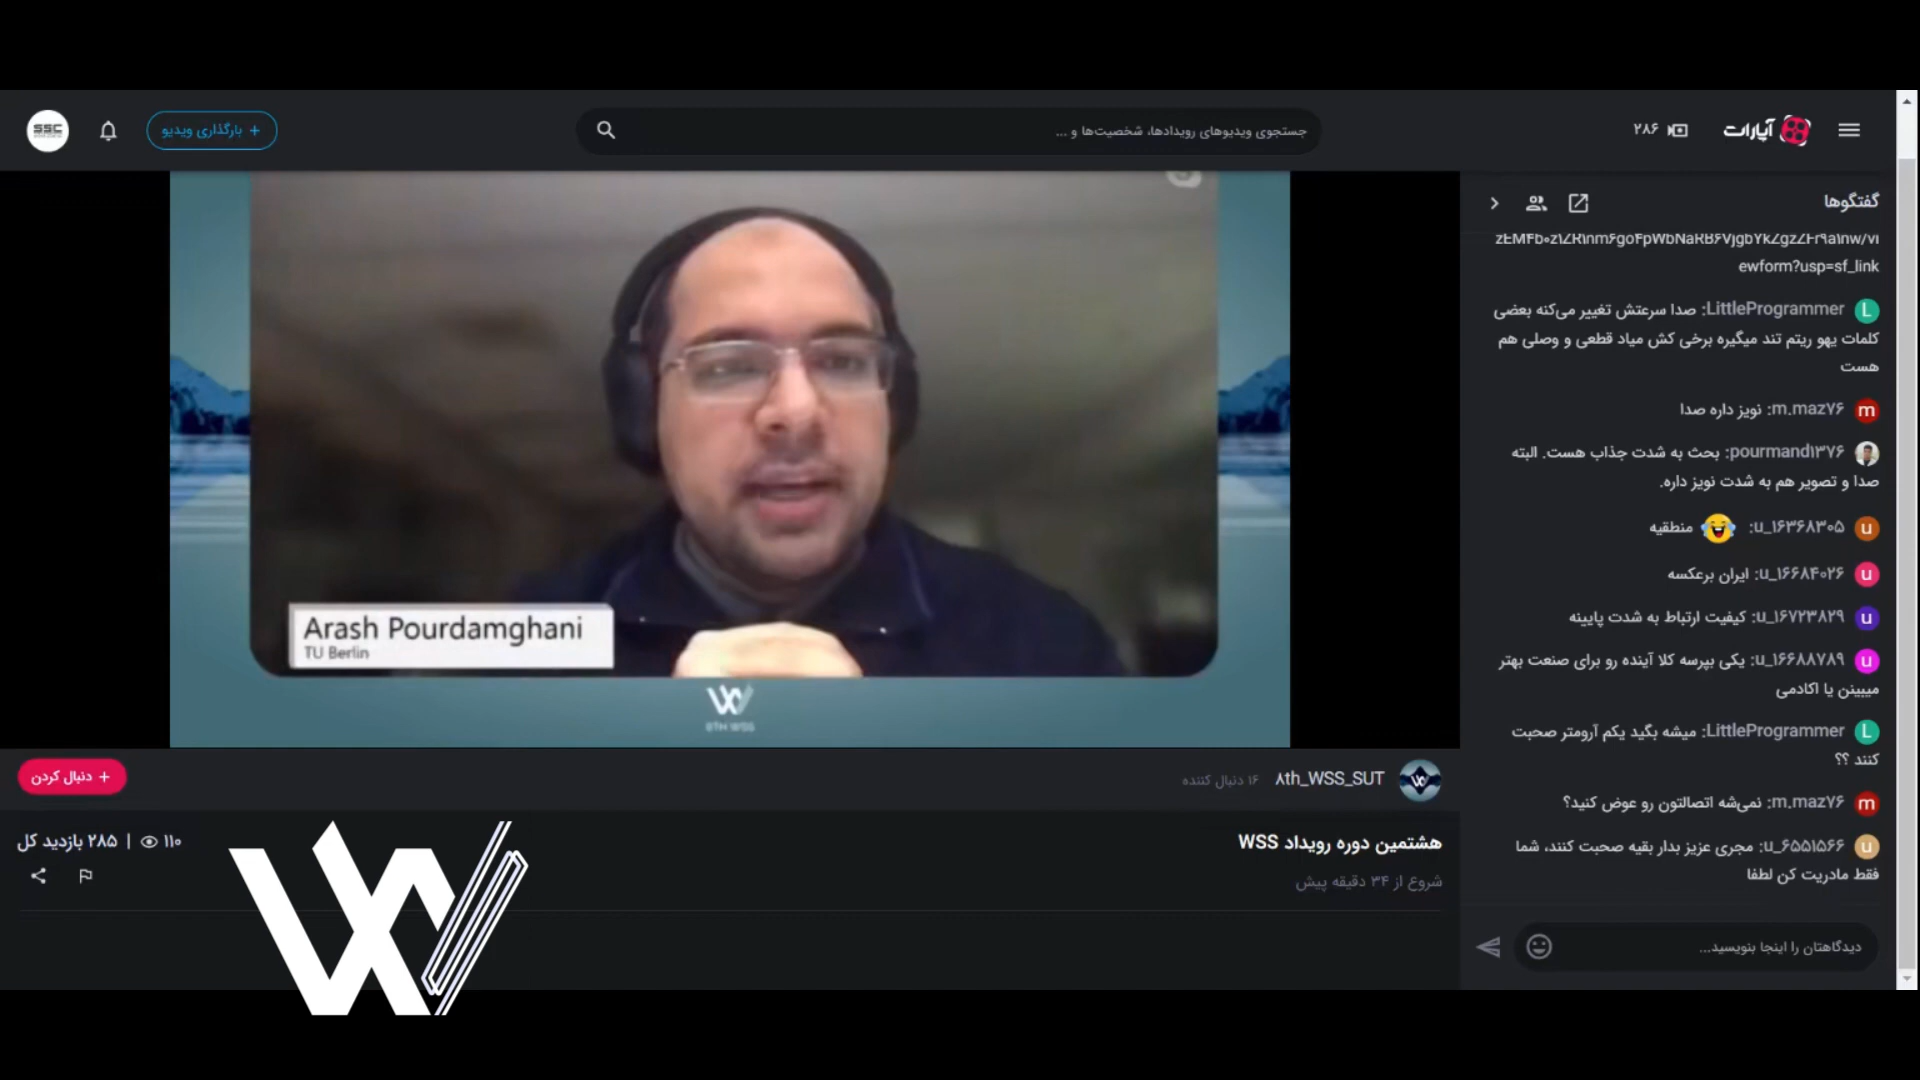 SSC
+ بارگذاری ویدیو
جستجوی ویدیوهای رویدادها، شخصیت‌ها و ...
۲۸۶
آپارات
گفتگوها
ewform?usp=sf_link
LittleProgrammer: صدا سرعتش تغییر می‌کنه بعضی
کلمات یهو ریتم تند میگیره برخی کش میاد قطعی و وصلی هم
هست
m.maz۷۶: نویز داره صدا
pourmand۱۳۷۶: بحث به شدت جذاب هست. البته
صدا و تصویر هم به شدت نویز داره.
u_۱۶۳۶۸۳۰۵: 😂 منطقیه
u_۱۶۶۸۴۰۲۶: ایران برعکسه
u_۱۶۷۲۳۸۲۹: کیفیت ارتباط به شدت پایینه
u_۱۶۶۸۸۷۸۹: یکی بپرسه کلا آینده رو برای صنعت بهتر
میبینن یا اکادمی
LittleProgrammer: میشه بگید یکم آرومتر صحبت
کنند ؟؟
m.maz۷۶: نمی‌شه اتصالتون رو عوض کنید؟
u_۶۵۵۱۵۶۶: مجری عزیز بدار بقیه صحبت کنند، شما
فقط مادریت کن لطفا
دیدگاهتان را اینجا بنویسید...
Arash Pourdamghani
TU Berlin
8TH WSS
+ دنبال کردن
۸th_WSS_SUT
۱۶ دنبال کننده
هشتمین دوره رویداد WSS
شروع از ۳۴ دقیقه پیش
۱۱۰ | ۲۸۵ بازدید کل